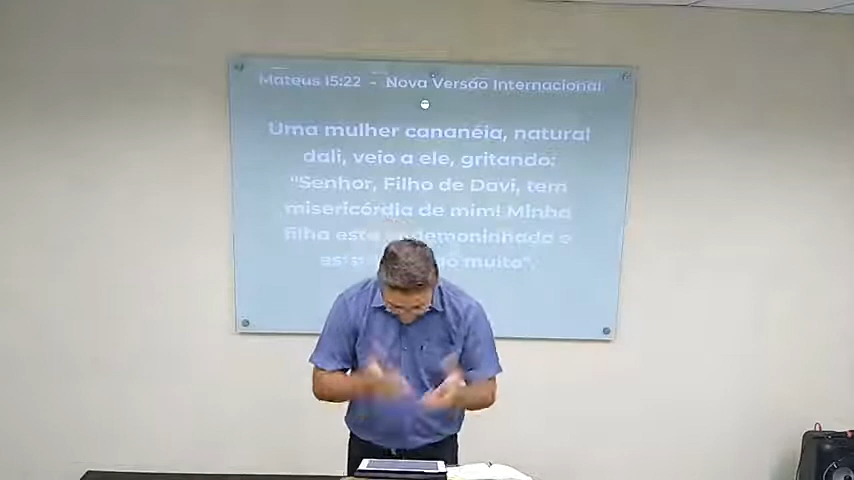 Mateus 15:22 - Nova Versão Internacional
Uma mulher cananéia, natural
dali, veio a ele, gritando:
"Senhor, Filho de Davi, tem
misericórdia de mim! Minha
filha está endemoninhada e
muito".